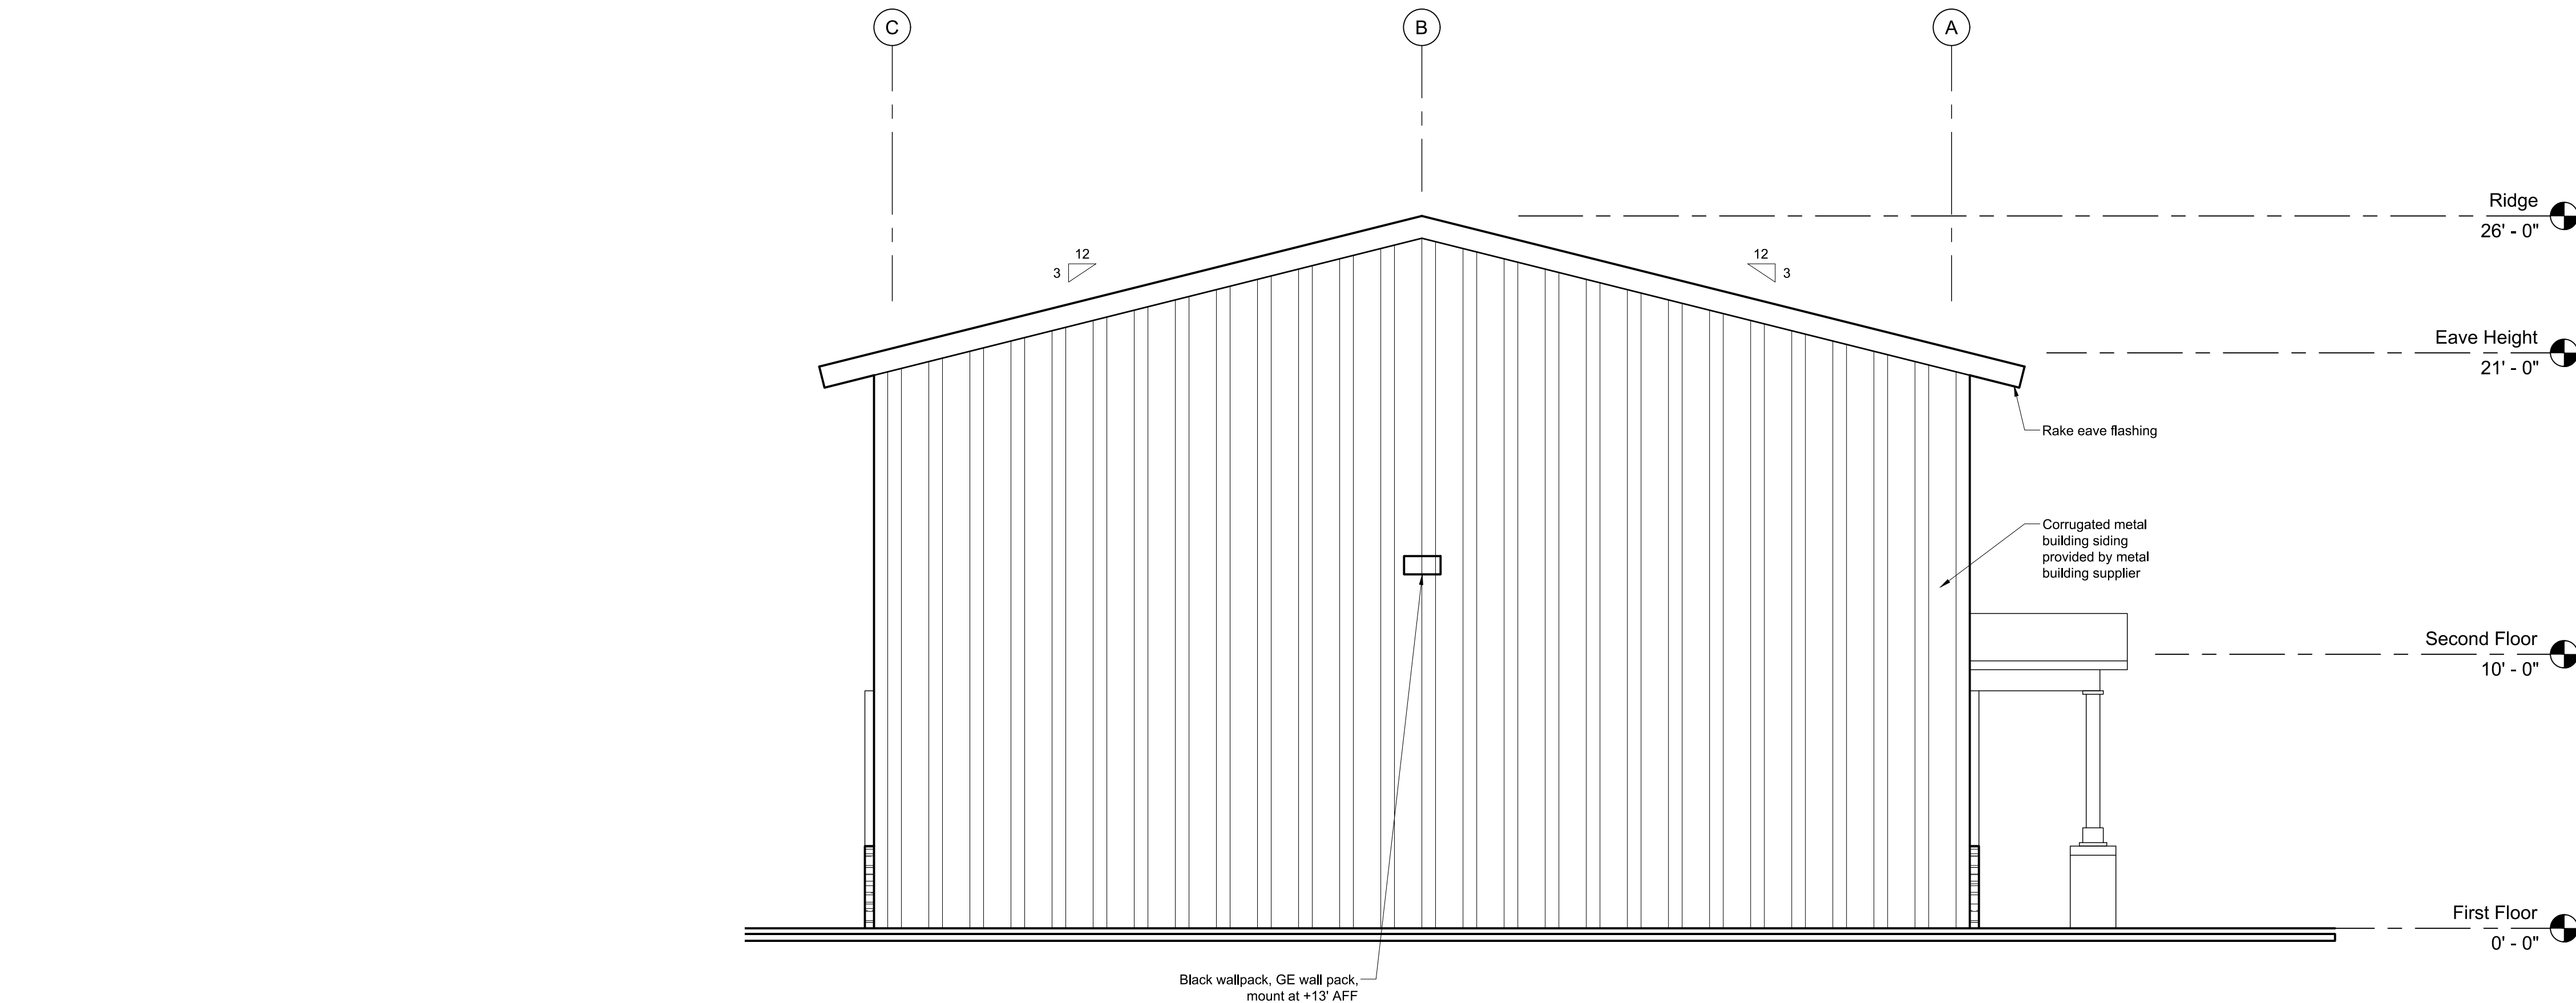 C
B
A
Ridge
26' - 0"
12
3
12
3
Eave Height
21' - 0"
Rake eave flashing
Corrugated metal
building siding
provided by metal
building supplier
Second Floor
10' - 0"
First Floor
0' - 0"
Black wallpack, GE wall pack,
mount at +13' AFF